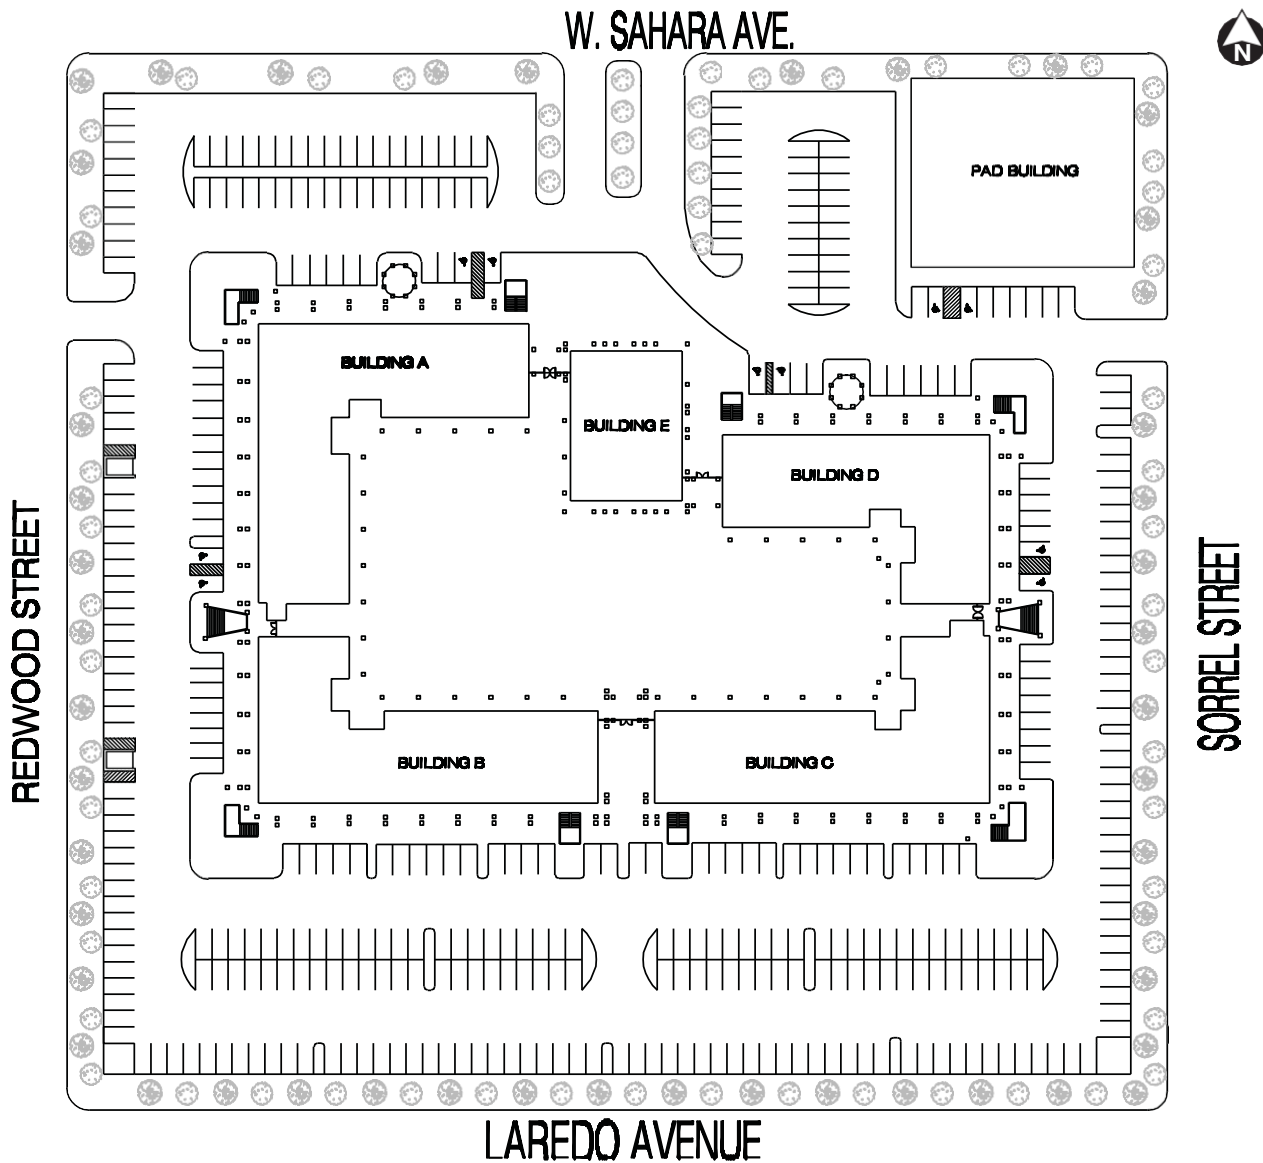 W. SAHARA AVE.
N
PAD BUILDING
BUILDING A
BUILDING E
BUILDING D
REDWOOD STREET
SORREL STREET
BUILDING B
BUILDING C
LAREDO AVENUE